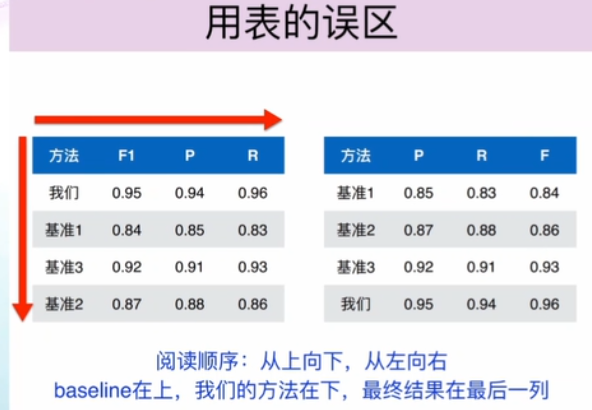 用表的误区
方法 F1 P R
我们 0.95 0.94 0.96
基准1 0.84 0.85 0.83
基准3 0.92 0.91 0.93
基准2 0.87 0.88 0.86
方法 P R F
基准1 0.85 0.83 0.84
基准2 0.87 0.88 0.86
基准3 0.92 0.91 0.93
我们 0.95 0.94 0.96
阅读顺序：从上向下，从左向右
baseline在上，我们的方法在下，最终结果在最后一列